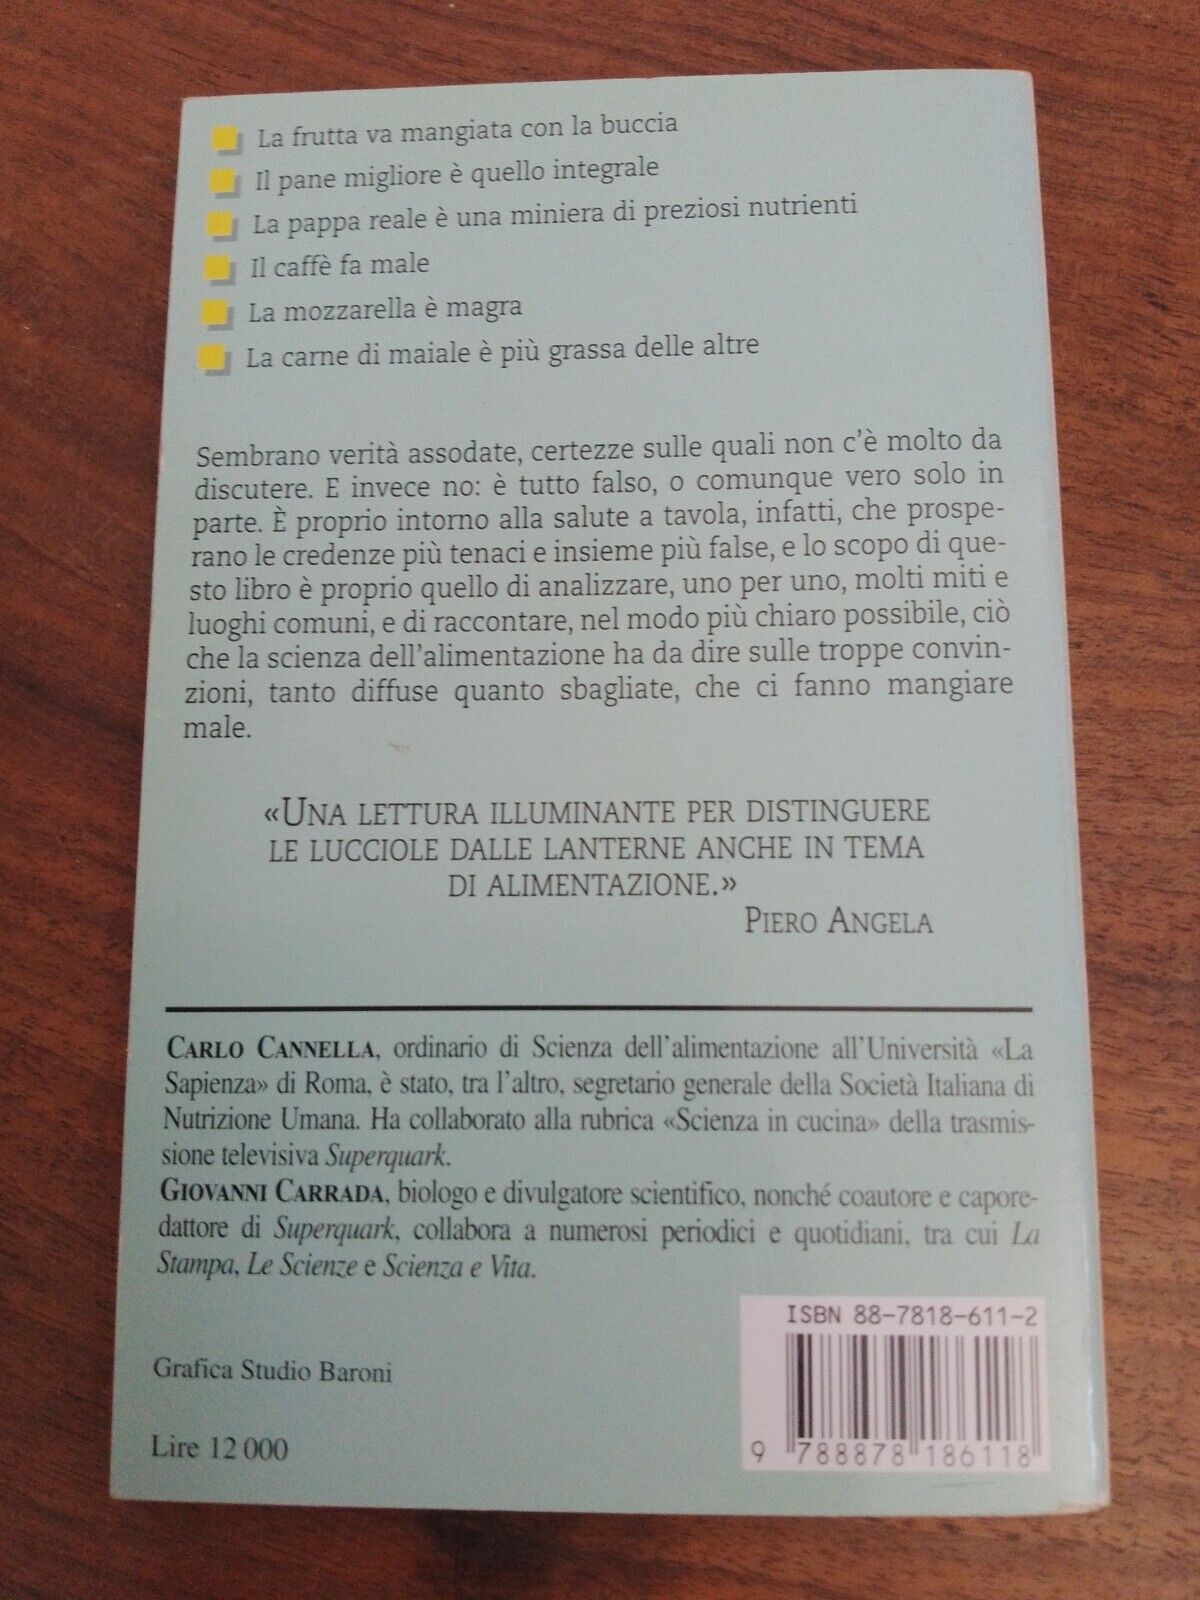 La frutta va mangiata con la buccia
Il pane migliore è quello integrale
La pappa reale è una miniera di preziosi nutrienti
Il caffè fa male
La mozzarella è magra
La carne di maiale è più grassa delle altre
Sembrano verità assodate, certezze sulle quali non c'è molto da
discutere. E invece no: è tutto falso, o comunque vero solo in
parte. È proprio intorno alla salute a tavola, infatti, che prospe-
rano le credenze più tenaci e insieme più false, e lo scopo di que-
sto libro è proprio quello di analizzare, uno per uno, molti miti e
luoghi comuni, e di raccontare, nel modo più chiaro possibile, ciò
che la scienza dell'alimentazione ha da dire sulle troppe convin-
zioni, tanto diffuse quanto sbagliate, che ci fanno mangiare
male.
«UNA LETTURA ILLUMINANTE PER DISTINGUERE
LE LUCCIOLE DALLE LANTERNE ANCHE IN TEMA
DI ALIMENTAZIONE.»
PIERO ANGELA
CARLO CANNELLA, ordinario di Scienza dell'alimentazione all'Università «La
Sapienza» di Roma, è stato, tra l'altro, segretario generale della Società Italiana di
Nutrizione Umana. Ha collaborato alla rubrica «Scienza in cucina» della trasmis-
sione televisiva Superquark.
GIOVANNI CARRADA, biologo e divulgatore scientifico, nonché coautore e capore-
dattore di Superquark, collabora a numerosi periodici e quotidiani, tra cui La
Stampa, Le Scienze e Scienza e Vita.
ISBN 88-7818-611-2
Grafica Studio Baroni
Lire 12 000
9 788878 186118